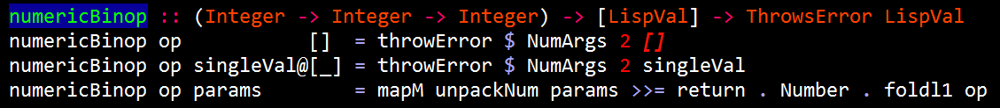 numericBinop :: (Integer -> Integer -> Integer) -> [LispVal] -> ThrowsError LispVal
numericBinop op           []  = throwError $ NumArgs 2 []
numericBinop op singleVal@[_] = throwError $ NumArgs 2 singleVal
numericBinop op params        = mapM unpackNum params >>= return . Number . foldl1 op